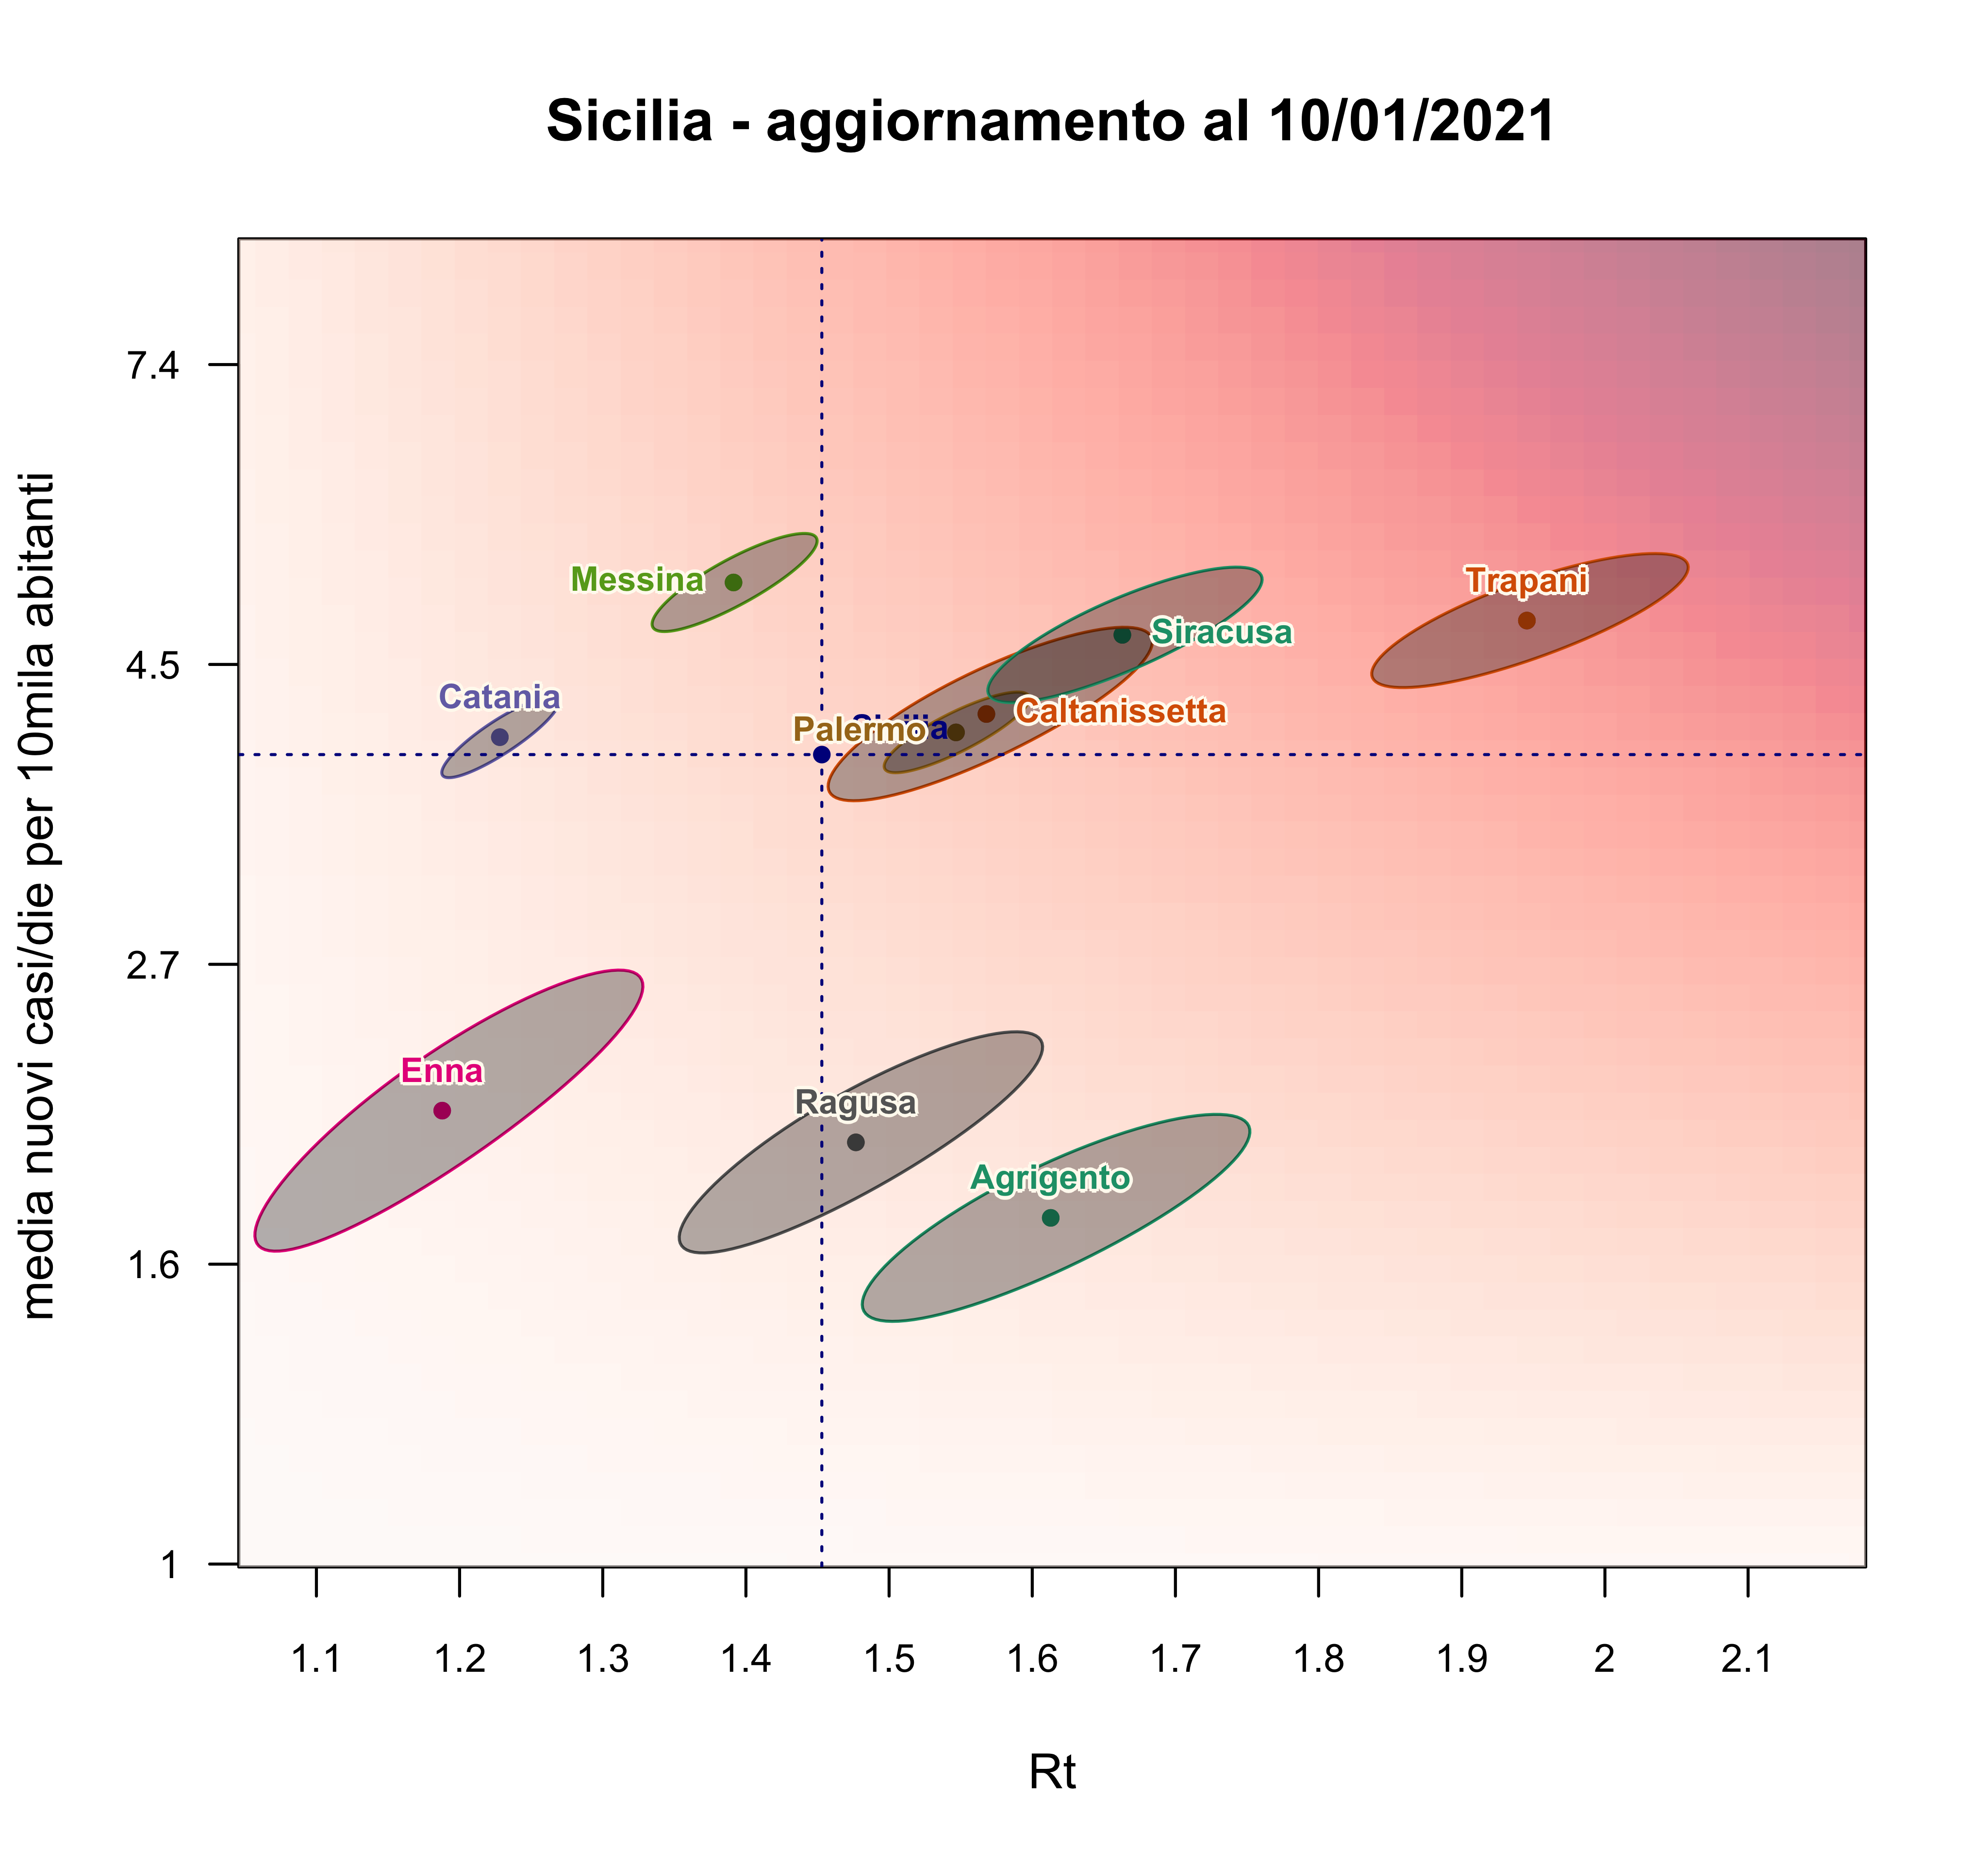 Sicilia - aggiornamento al 10/01/2021
media nuovi casi/die per 10mila abitanti
7.4
4.5
2.7
1.6
1
Messina
Trapani
Siracusa
Catania
Caltanissetta
Sicilia
Palermo
Enna
Ragusa
Agrigento
1.1 1.2 1.3 1.4 1.5 1.6 1.7 1.8 1.9 2 2.1
Rt